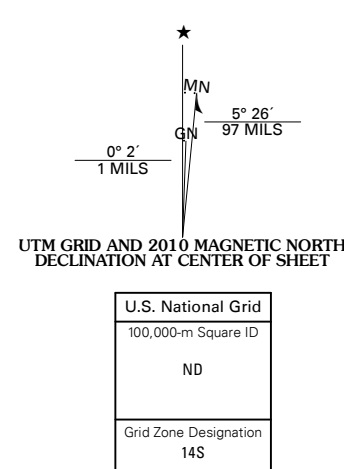 ★
MN
5° 26´
97 MILS
GN
0° 2´
1 MILS
UTM GRID AND 2010 MAGNETIC NORTH
DECLINATION AT CENTER OF SHEET
U.S. National Grid
100,000-m Square ID
ND
Grid Zone Designation
14S